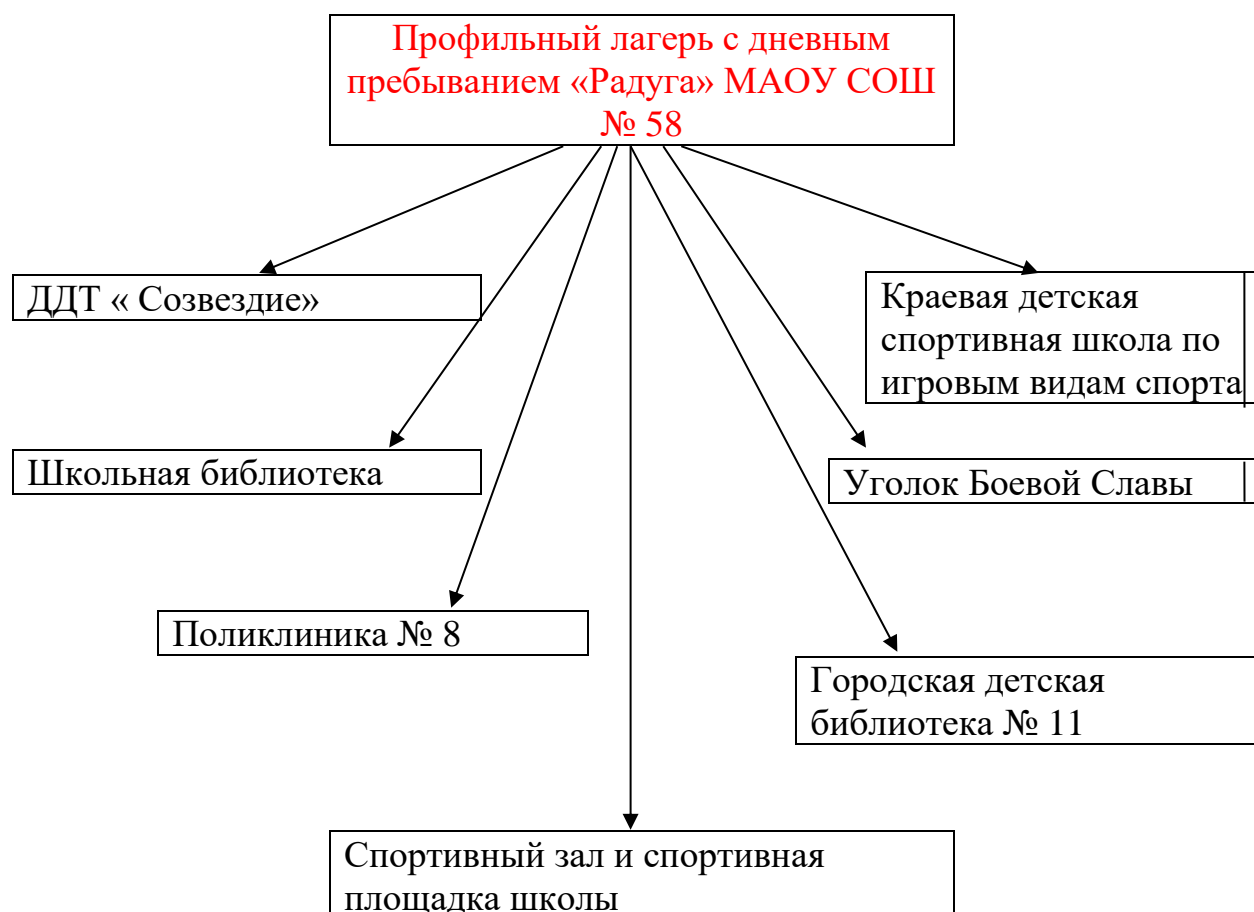 Профильный лагерь с дневным
пребыванием «Радуга» МАОУ СОШ
№ 58
ДДТ « Созвездие»
Краевая детская
спортивная школа по
игровым видам спорта
Школьная библиотека
Уголок Боевой Славы
Поликлиника № 8
Городская детская
библиотека № 11
Спортивный зал и спортивная
площадка школы